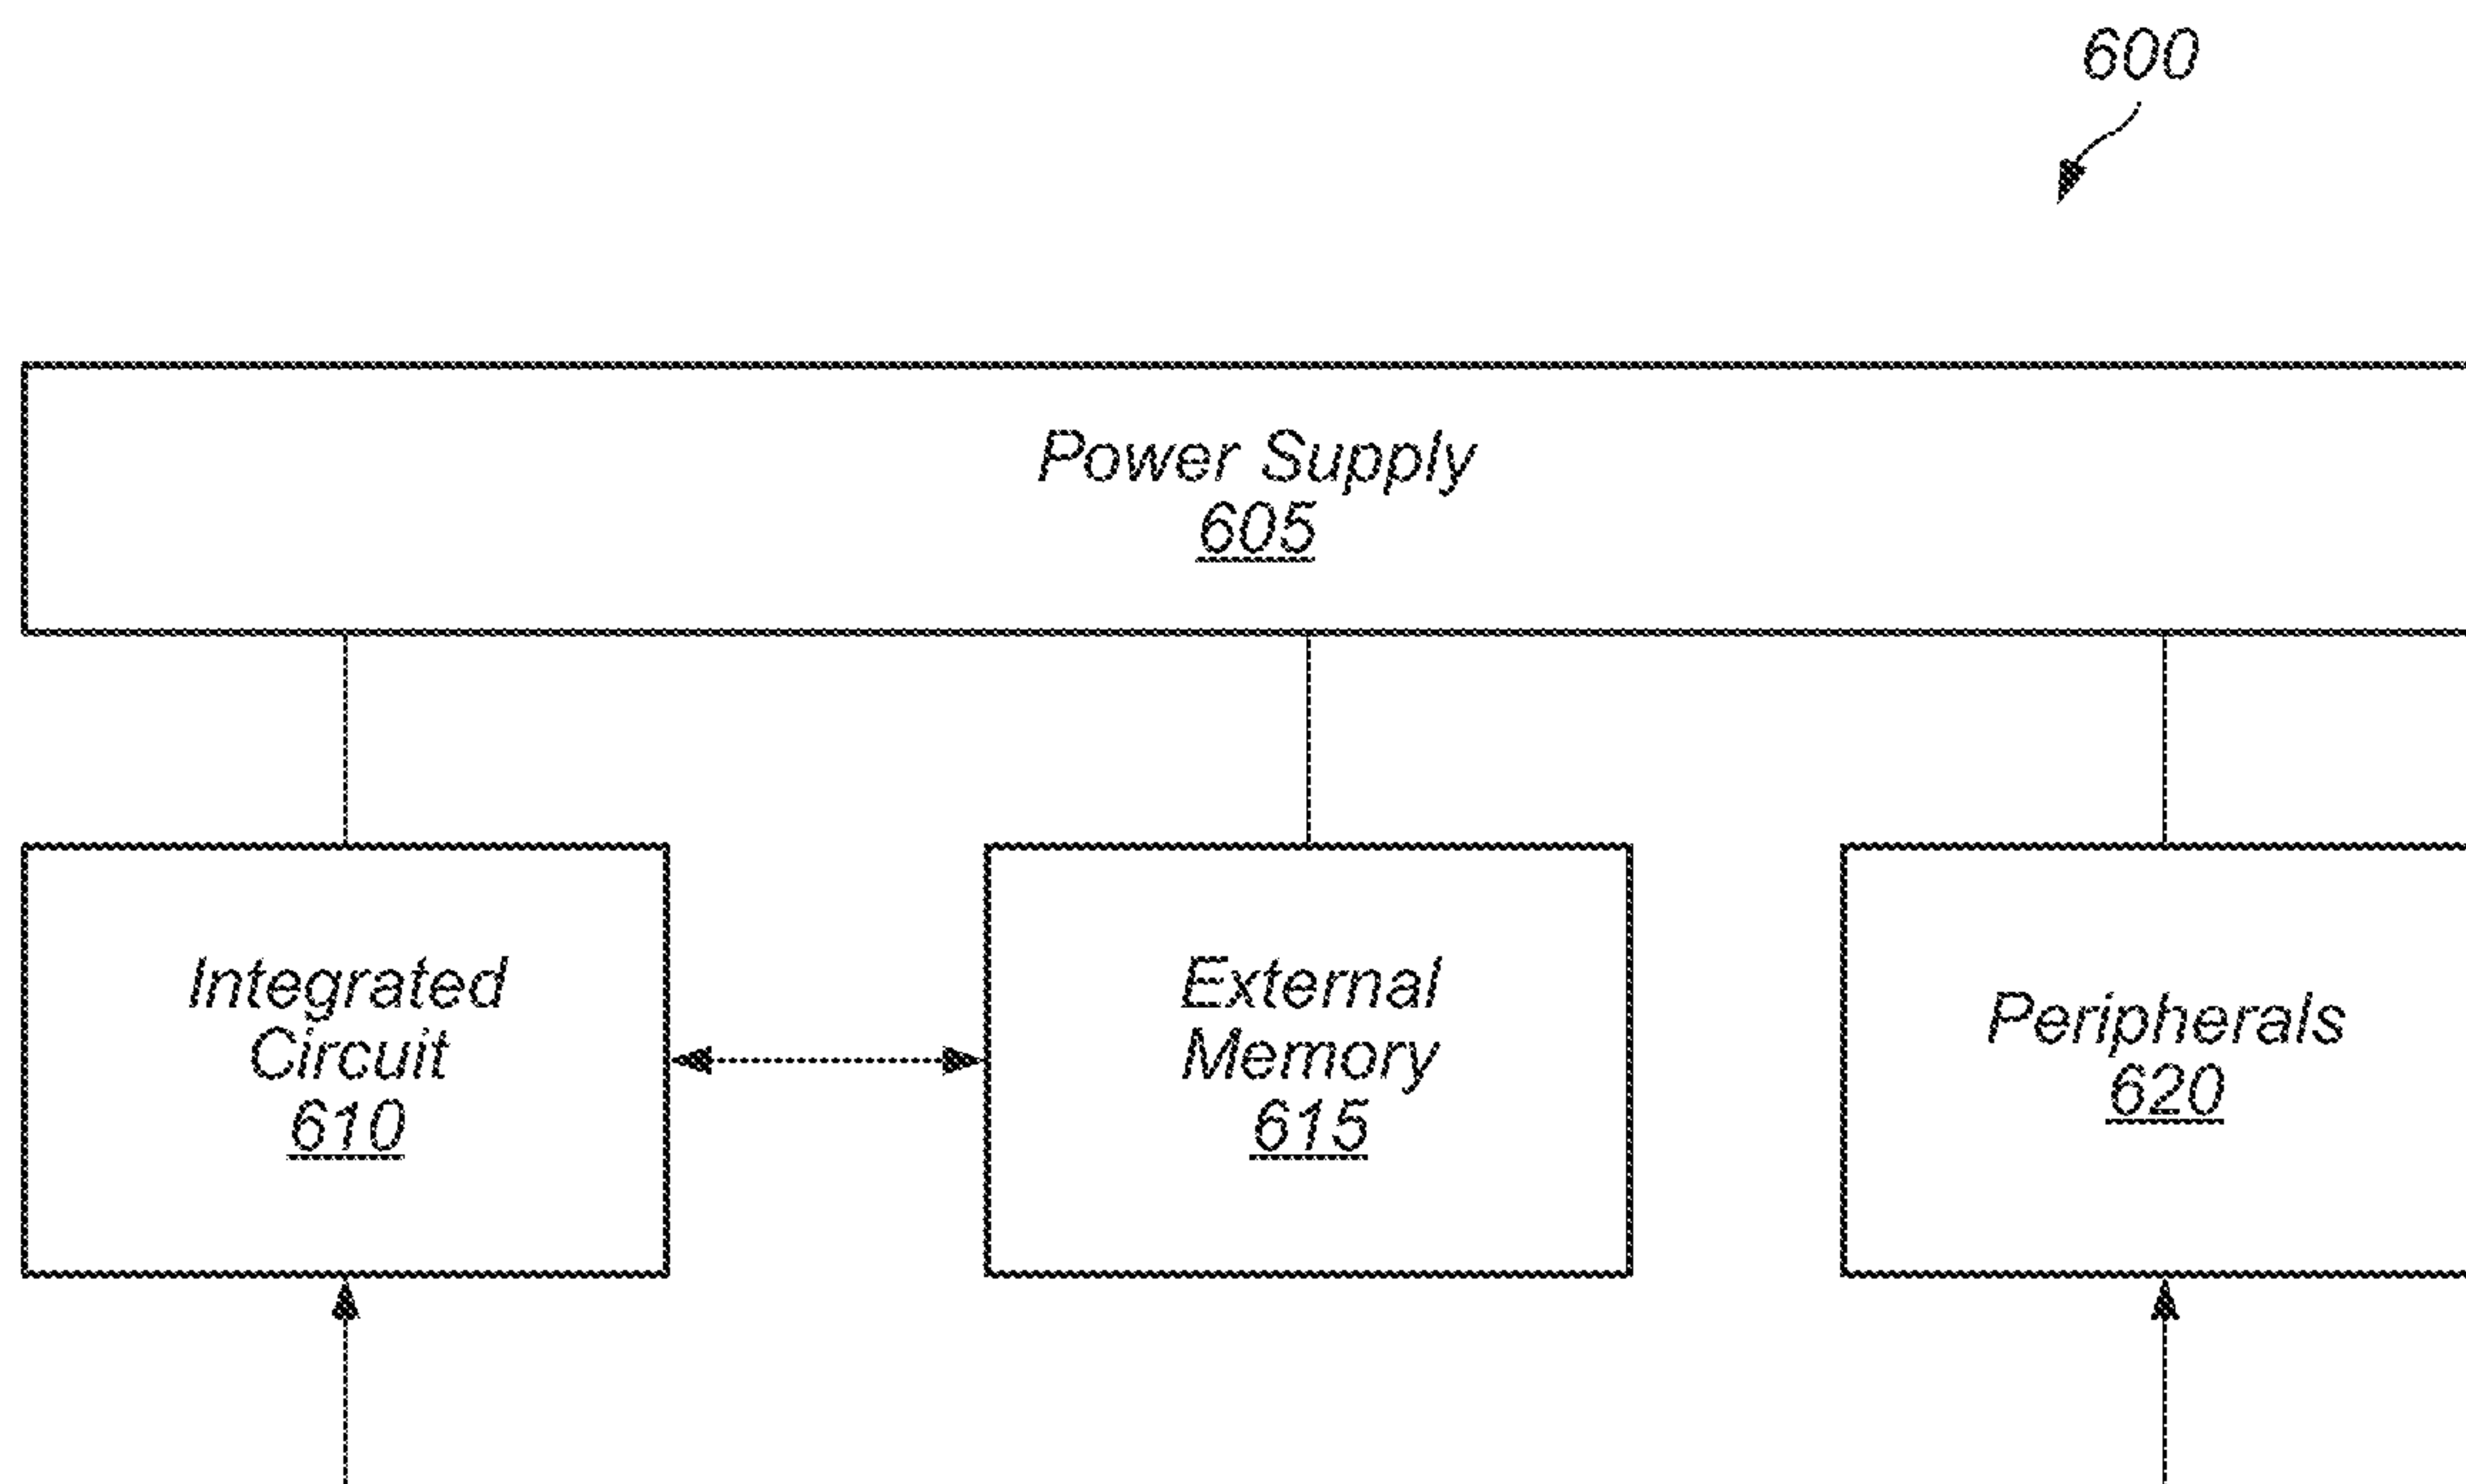 600
Power Supply
605
Integrated
Circuit
610
External
Memory
615
Peripherals
620